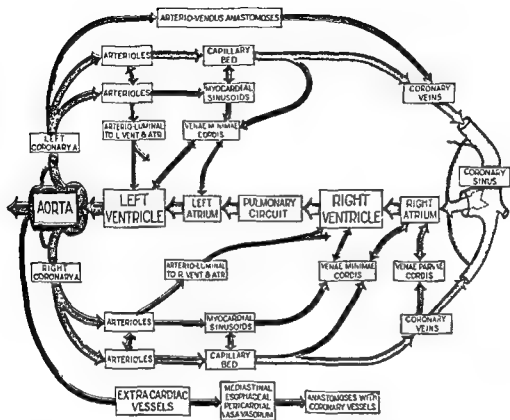 ARTERIO-VENOUS ANASTOMOSES
ARTERIOLES
CAPILLARY
BED
ARTERIOLES
MYOCARDIAL
SINUSOIDS
CORONARY
VEINS
LEFT
CORONARY A.
ARTERIO-LUMINAL
TO L. VENT & ATR.
VENAE MINIMAE
CORDIS
CORONARY
SINUS
AORTA
LEFT
VENTRICLE
LEFT
ATRIUM
PULMONARY
CIRCUIT
RIGHT
VENTRICLE
RIGHT
ATRIUM
RIGHT
CORONARY A.
ARTERIO-LUMINAL
TO R. VENT & ATR.
VENAE MINIMAE
CORDIS
VENAE PARVAE
CORDIS
ARTERIOLES
MYOCARDIAL
SINUSOIDS
CORONARY
VEINS
ARTERIOLES
CAPILLARY
BED
EXTRA CARDIAC
VESSELS
MEDIASTINAL
ESOPHAGEAL
PERICARDIAL
VASA VASORUM
ANASTOMOSES WITH
CORONARY VESSELS